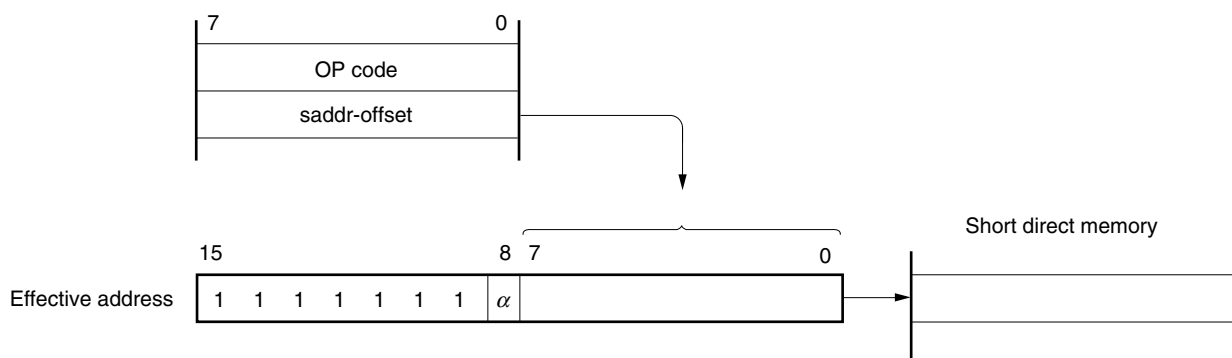 7 0
OP code
saddr-offset
Short direct memory
15 8 7 0
Effective address 1 1 1 1 1 1 1 α